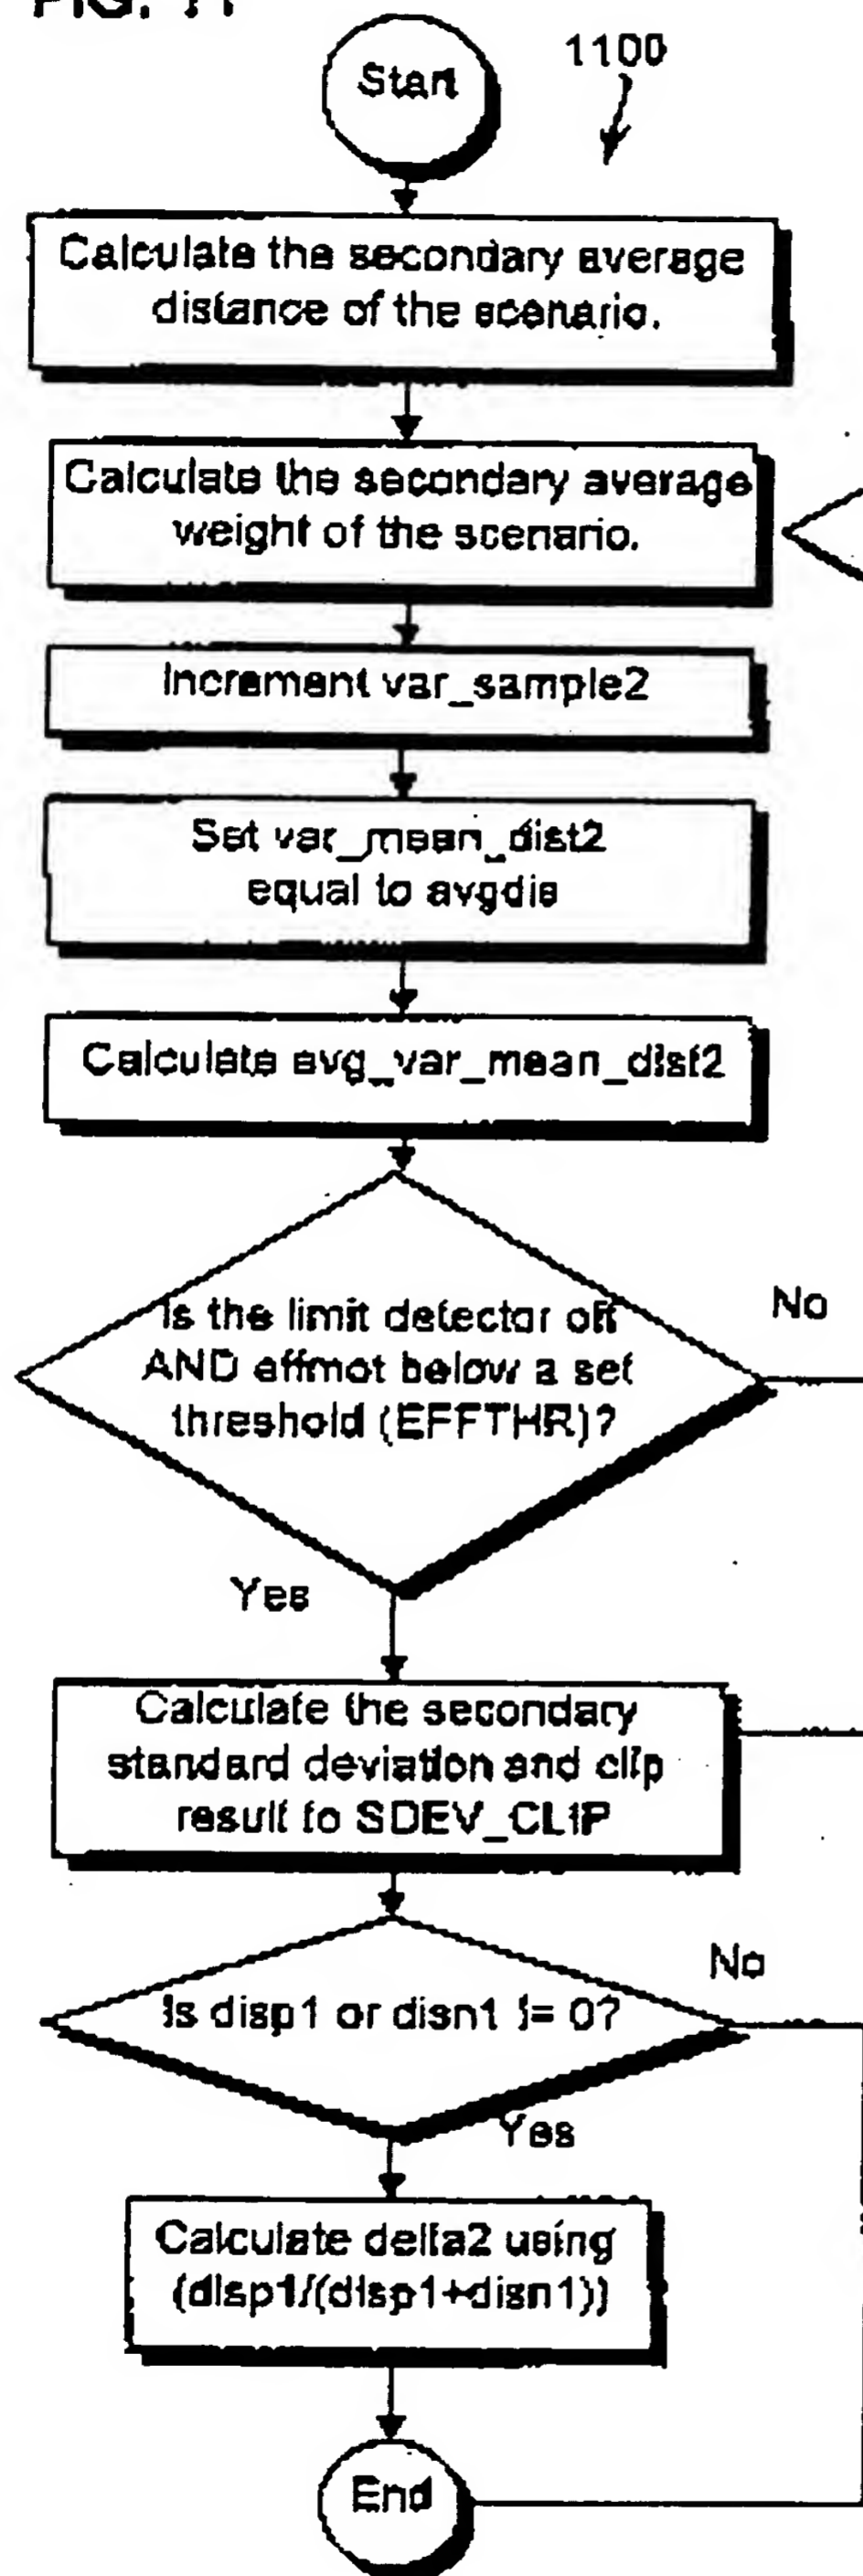 FIG. 11
1100
Start
Calculate the secondary average
distance of the scenario.
Calculate the secondary average
weight of the scenario.
Increment var_sample2
Set var_mean_dist2
equal to avgdis
Calculate avg_var_mean_dist2
Is the limit detector off
AND effmot below a set
threshold (EFFTHR)?
No
Yes
Calculate the secondary
standard deviation and clip
result to SDEV_CLIP
No
Is disp1 or disn1 != 0?
Yes
Calculate delta2 using
(disp1/(disp1+disn1))
End